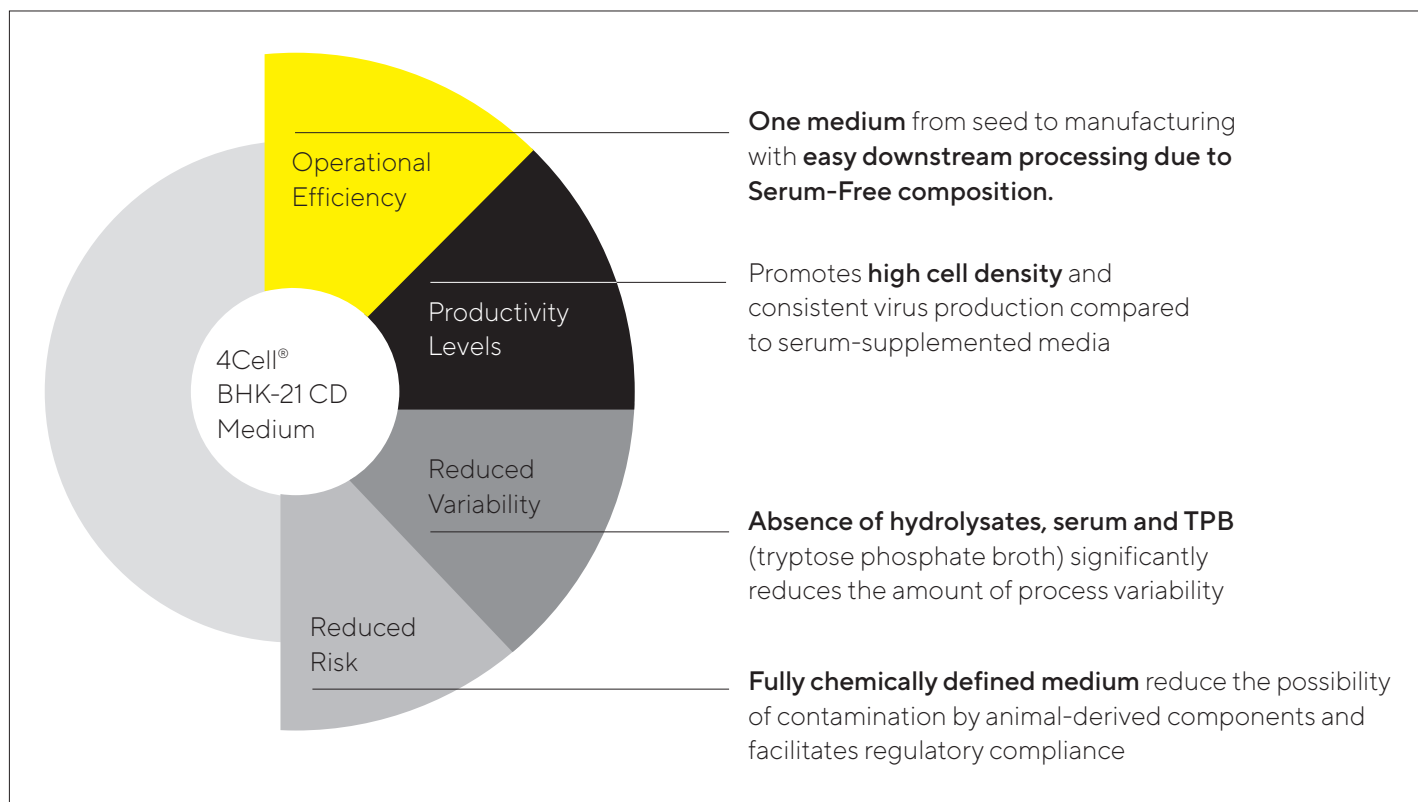 4Cell®
BHK-21 CD
Medium
Operational
Efficiency
One medium from seed to manufacturing
with easy downstream processing due to
Serum-Free composition.
Productivity
Levels
Promotes high cell density and
consistent virus production compared
to serum-supplemented media
Reduced
Variability
Absence of hydrolysates, serum and TPB
(tryptose phosphate broth) significantly
reduces the amount of process variability
Reduced
Risk
Fully chemically defined medium reduce the possibility
of contamination by animal-derived components and
facilitates regulatory compliance